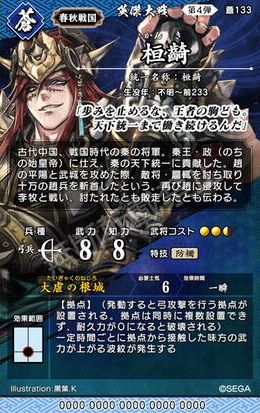 蒼
春秋戦国
英傑大戦
第4弾
蒼133
かんき
桓齮
統一名称:桓齮
生没年:不明~前233
「歩みを止めるな、王者の駒ども。
天下統一まで働き続けるんだ」
古代中国、戦国時代の秦の将軍。秦王・政(のち
の始皇帝)に仕え、秦の天下統一に貢献した。趙
の平陽と武城を攻めた際、敵将・扈輒を討ち取り
十万の趙兵を斬首したという。再び趙に侵攻して
李牧と戦い、討たれたとも敗走したとも伝わる。
兵種
弓兵
武力
8
知力
8
武将コスト
特技
防柵
たいぎゃくのねじろ
大虐の根城
必要士気
6
効果時間
一瞬
効果範囲
【拠点】(発動すると弓攻撃を行う拠点が
設置される。拠点は同時に複数設置でき
ず、耐久力が0になると破壊される)
一定時間ごとに拠点から接触した味方の武
力が上がる波紋が発生する
Illustration:黒葉.K
©SEGA
0000-0000-0000-0000-0000